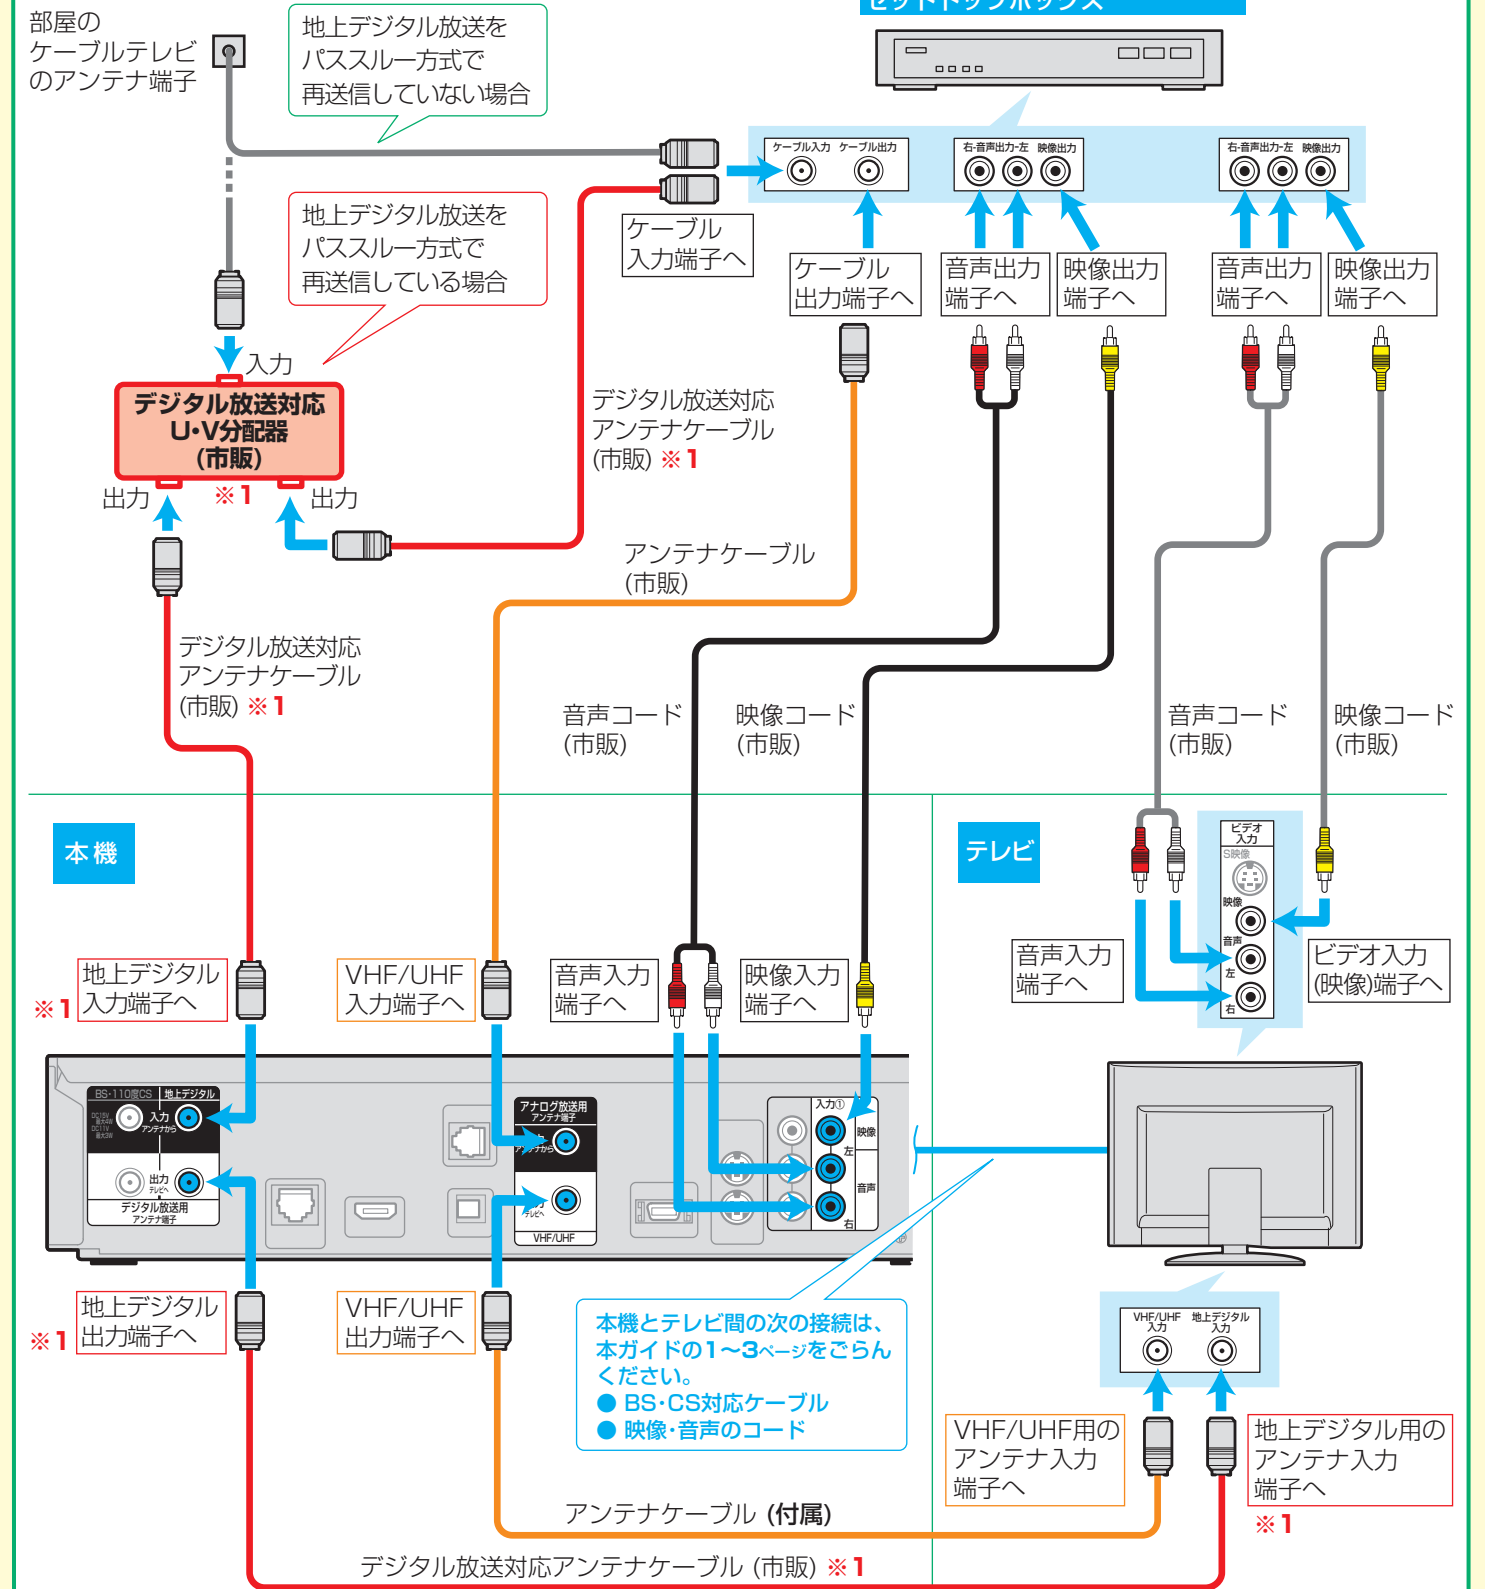 セットトップボックス
部屋の
ケーブルテレビ
のアンテナ端子
地上デジタル放送を
パススルー方式で
再送信していない場合
ケーブル入力 ケーブル出力
右-音声出力-左 映像出力
右-音声出力-左 映像出力
地上デジタル放送を
パススルー方式で
再送信している場合
ケーブル
入力端子へ
ケーブル
出力端子へ
音声出力
端子へ
映像出力
端子へ
音声出力
端子へ
映像出力
端子へ
入力
デジタル放送対応
U・V分配器
(市販)
出力
※1
出力
デジタル放送対応
アンテナケーブル
(市販) ※1
アンテナケーブル
(市販)
デジタル放送対応
アンテナケーブル
(市販) ※1
音声コード
(市販)
映像コード
(市販)
音声コード
(市販)
映像コード
(市販)
本機
テレビ
ビデオ
入力
S映像
映像
音声
左
右
※1
地上デジタル
入力端子へ
VHF/UHF
入力端子へ
音声入力
端子へ
映像入力
端子へ
音声入力
端子へ
ビデオ入力
(映像)端子へ
BS・110度CS 地上デジタル
DC15V
最大4W
DC11V
最大3W
入力
アンテナから
出力
テレビへ
デジタル放送用
アンテナ端子
アナログ放送用
アンテナ端子
アンテナから
テレビへ
VHF/UHF
入力①
映像
左
音声
右
※1
地上デジタル
出力端子へ
VHF/UHF
出力端子へ
本機とテレビ間の次の接続は、
本ガイドの1〜3ページをごらん
ください。
● BS・CS対応ケーブル
● 映像・音声のコード
VHF/UHF
入力
地上デジタル
入力
VHF/UHF用の
アンテナ入力
端子へ
地上デジタル用の
アンテナ入力
端子へ
※1
アンテナケーブル (付属)
デジタル放送対応アンテナケーブル (市販) ※1